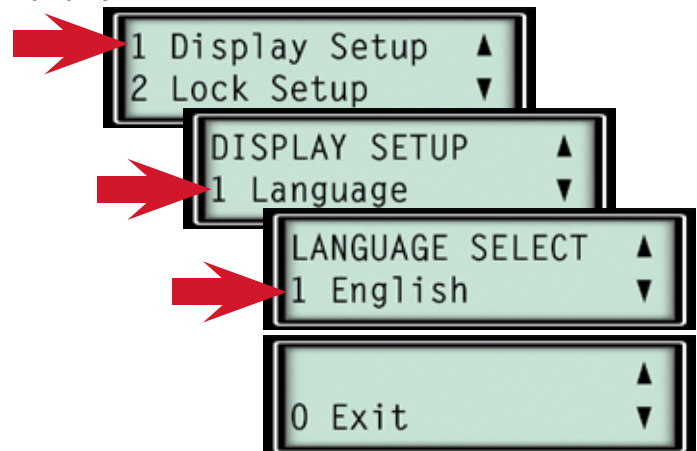 1 Display Setup ▲
2 Lock Setup ▼
DISPLAY SETUP ▲
1 Language ▼
LANGUAGE SELECT ▲
1 English ▼
▲
0 Exit ▼